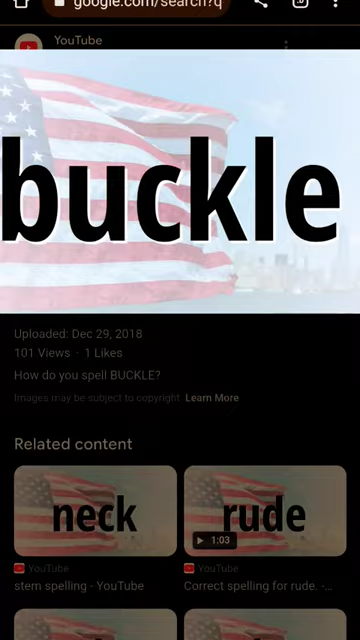 google.com/search?q
YouTube
buckle
Uploaded: Dec 29, 2018
101 Views · 1 Likes
How do you spell BUCKLE?
Images may be subject to copyright. Learn More
Related content
neck
rude
1:03
YouTube
YouTube
stem spelling - YouTube
Correct spelling for rude. -...